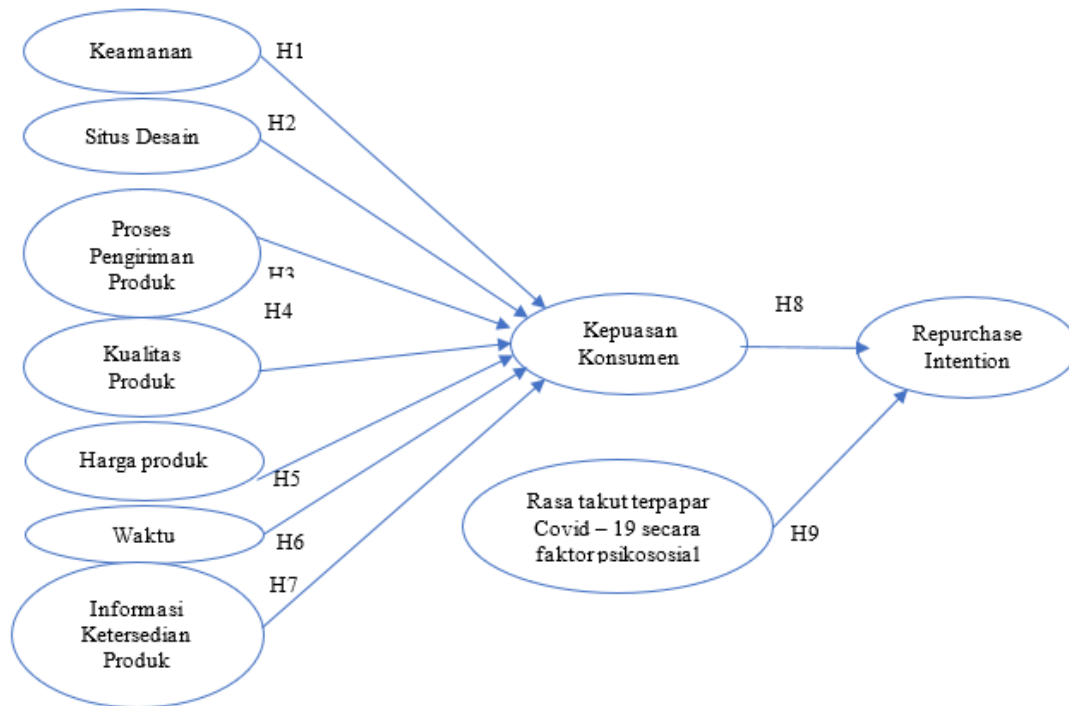 Keamanan
H1
Situs Desain
H2
Proses
Pengiriman
Produk
H3
H4
Kualitas
Produk
Harga produk
H5
Waktu
H6
H7
Informasi
Ketersedian
Produk
Kepuasan
Konsumen
H8
Repurchase
Intention
Rasa takut terpapar
Covid – 19 secara
faktor psikososial
H9